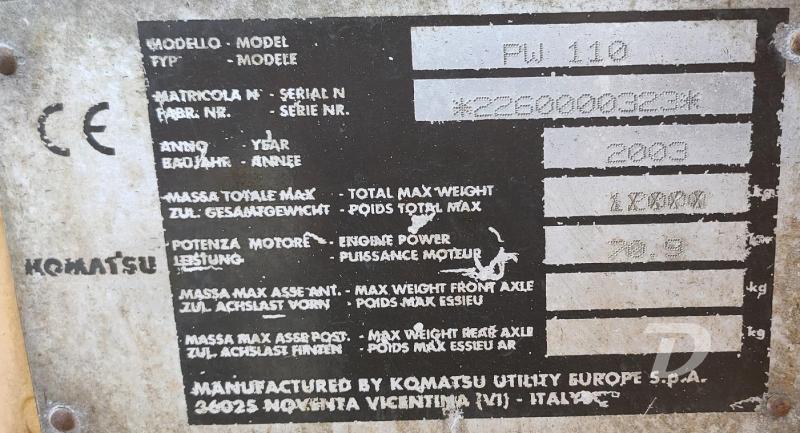 MODELLO - MODEL
TYP - MODELE
PW 110
MATRICOLA N - SERIAL N
FABR. NR. - SERIE NR.
*2260000323*
ANNO - YEAR
BAUJAHR - ANNEE
2003
MASSA TOTALE MAX - TOTAL MAX WEIGHT
ZUL. GESAMTGEWICHT - POIDS TOTAL MAX
kg
POTENZA MOTORE - ENGINE POWER
LEISTUNG - PUISSANCE MOTEUR
70.9 kw
MASSA MAX ASSE ANT. - MAX WEIGHT FRONT AXLE
ZUL. ACHSLAST VORN - POIDS MAX ESSIEU
kg
MASSA MAX ASSE POST. - MAX WEIGHT REAR AXLE
ZUL. ACHSLAST HINTEN - POIDS MAX ESSIEU AR
kg
MANUFACTURED BY KOMATSU UTILITY EUROPE S.p.A.
36025 NOVENTA VICENTINA (VI) - ITALY
CE
KOMATSU
D